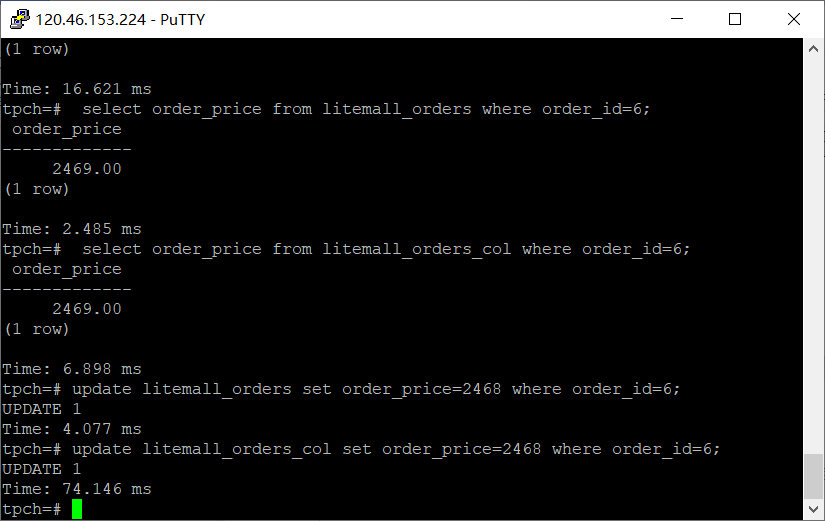 120.46.153.224 - PuTTY
(1 row)
Time: 16.621 ms
tpch=#  select order_price from litemall_orders where order_id=6;
 order_price
-------------
     2469.00
(1 row)
Time: 2.485 ms
tpch=#  select order_price from litemall_orders_col where order_id=6;
 order_price
-------------
     2469.00
(1 row)
Time: 6.898 ms
tpch=# update litemall_orders set order_price=2468 where order_id=6;
UPDATE 1
Time: 4.077 ms
tpch=# update litemall_orders_col set order_price=2468 where order_id=6;
UPDATE 1
Time: 74.146 ms
tpch=#